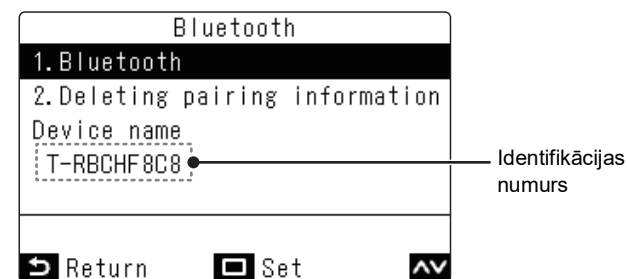 Bluetooth
1.Bluetooth
2.Deleting pairing information
Device name
T-RBCHF8C8
Identifikācijas
numurs
Return Set